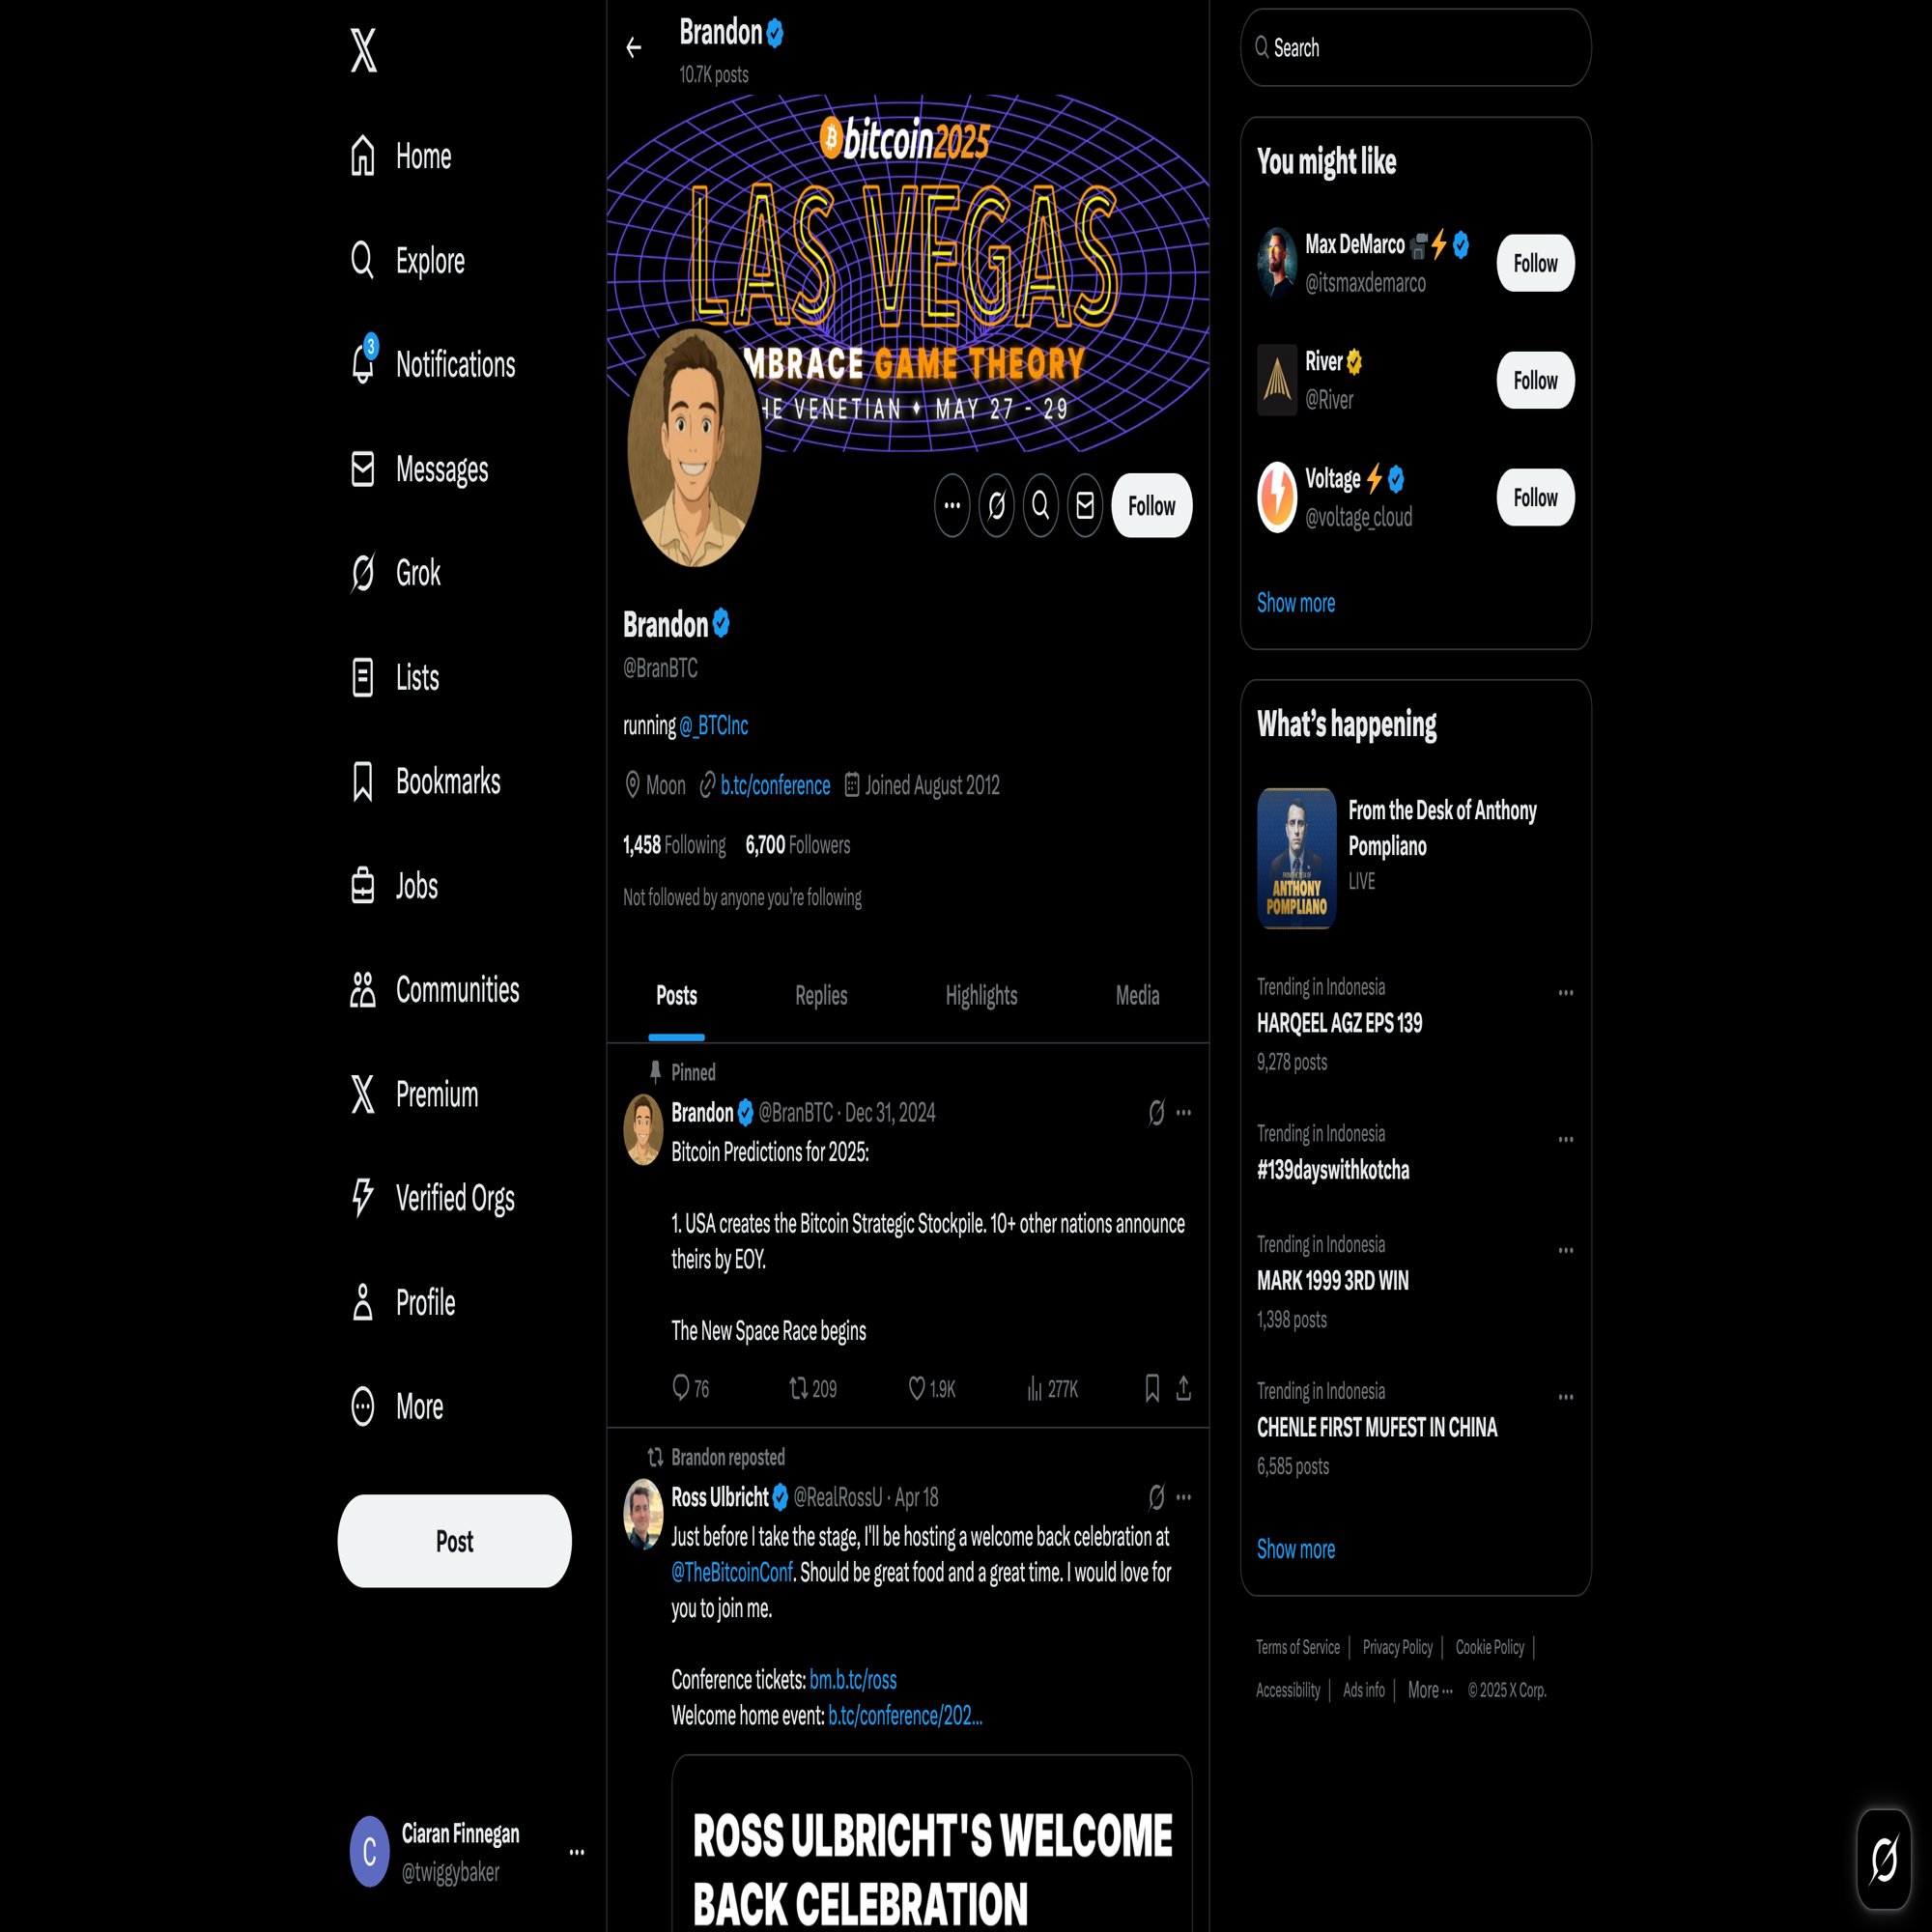 Home
Explore
3
Notifications
Messages
Grok
Lists
Bookmarks
Jobs
Communities
Premium
Verified Orgs
Profile
More
Post
C
Ciaran Finnegan
@twiggybaker
Brandon
10.7K posts
bitcoin2025
LAS VEGAS
MBRACE GAME THEORY
HE VENETIAN ♦ MAY 27 - 29
Follow
Brandon
@BranBTC
running @_BTCInc
Moon b.tc/conference Joined August 2012
1,458 Following 6,700 Followers
Not followed by anyone you're following
Posts Replies Highlights Media
Pinned
Brandon @BranBTC · Dec 31, 2024
Bitcoin Predictions for 2025:
1. USA creates the Bitcoin Strategic Stockpile. 10+ other nations announce
theirs by EOY.
The New Space Race begins
76 209 1.9K 277K
Brandon reposted
Ross Ulbricht @RealRossU · Apr 18
Just before I take the stage, I'll be hosting a welcome back celebration at
@TheBitcoinConf. Should be great food and a great time. I would love for
you to join me.
Conference tickets: bm.b.tc/ross
Welcome home event: b.tc/conference/202...
ROSS ULBRICHT'S WELCOME
BACK CELEBRATION
Search
You might like
Max DeMarco
@itsmaxdemarco
Follow
River
@River
Follow
Voltage
@voltage_cloud
Follow
Show more
What's happening
FROM THE DESK OF
ANTHONY
POMPLIANO
From the Desk of Anthony
Pompliano
LIVE
Trending in Indonesia
HARQEEL AGZ EPS 139
9,278 posts
Trending in Indonesia
#139dayswithkotcha
Trending in Indonesia
MARK 1999 3RD WIN
1,398 posts
Trending in Indonesia
CHENLE FIRST MUFEST IN CHINA
6,585 posts
Show more
Terms of Service | Privacy Policy | Cookie Policy |
Accessibility | Ads info | More ··· © 2025 X Corp.